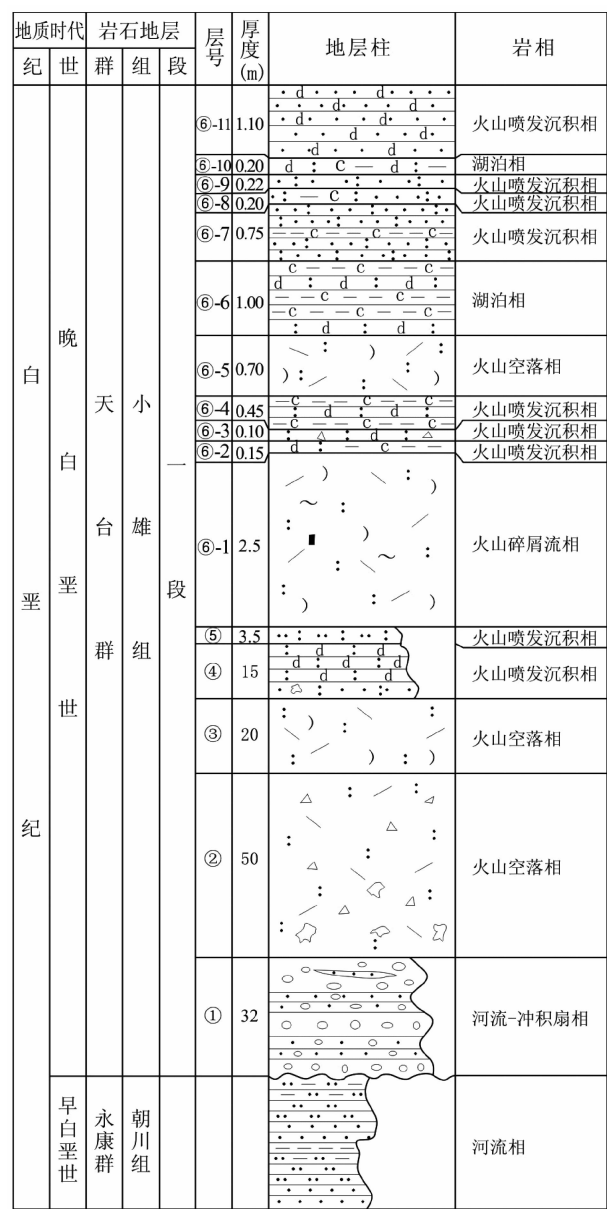 地质时代 岩石地层 层号 厚度(m) 地层柱 岩相
纪 世 群 组 段
白垩纪 晚白垩世 天台群 小雄组 一段
⑥-11 1.10 火山喷发沉积相
⑥-10 0.20 湖泊相
⑥-9 0.22 火山喷发沉积相
⑥-8 0.20 火山喷发沉积相
⑥-7 0.75 火山喷发沉积相
⑥-6 1.00 湖泊相
⑥-5 0.70 火山空落相
⑥-4 0.45 火山喷发沉积相
⑥-3 0.10 火山喷发沉积相
⑥-2 0.15 火山喷发沉积相
⑥-1 2.5 火山碎屑流相
⑤ 3.5 火山喷发沉积相
④ 15 火山喷发沉积相
③ 20 火山空落相
② 50 火山空落相
① 32 河流-冲积扇相
早白垩世 永康群 朝川组 河流相